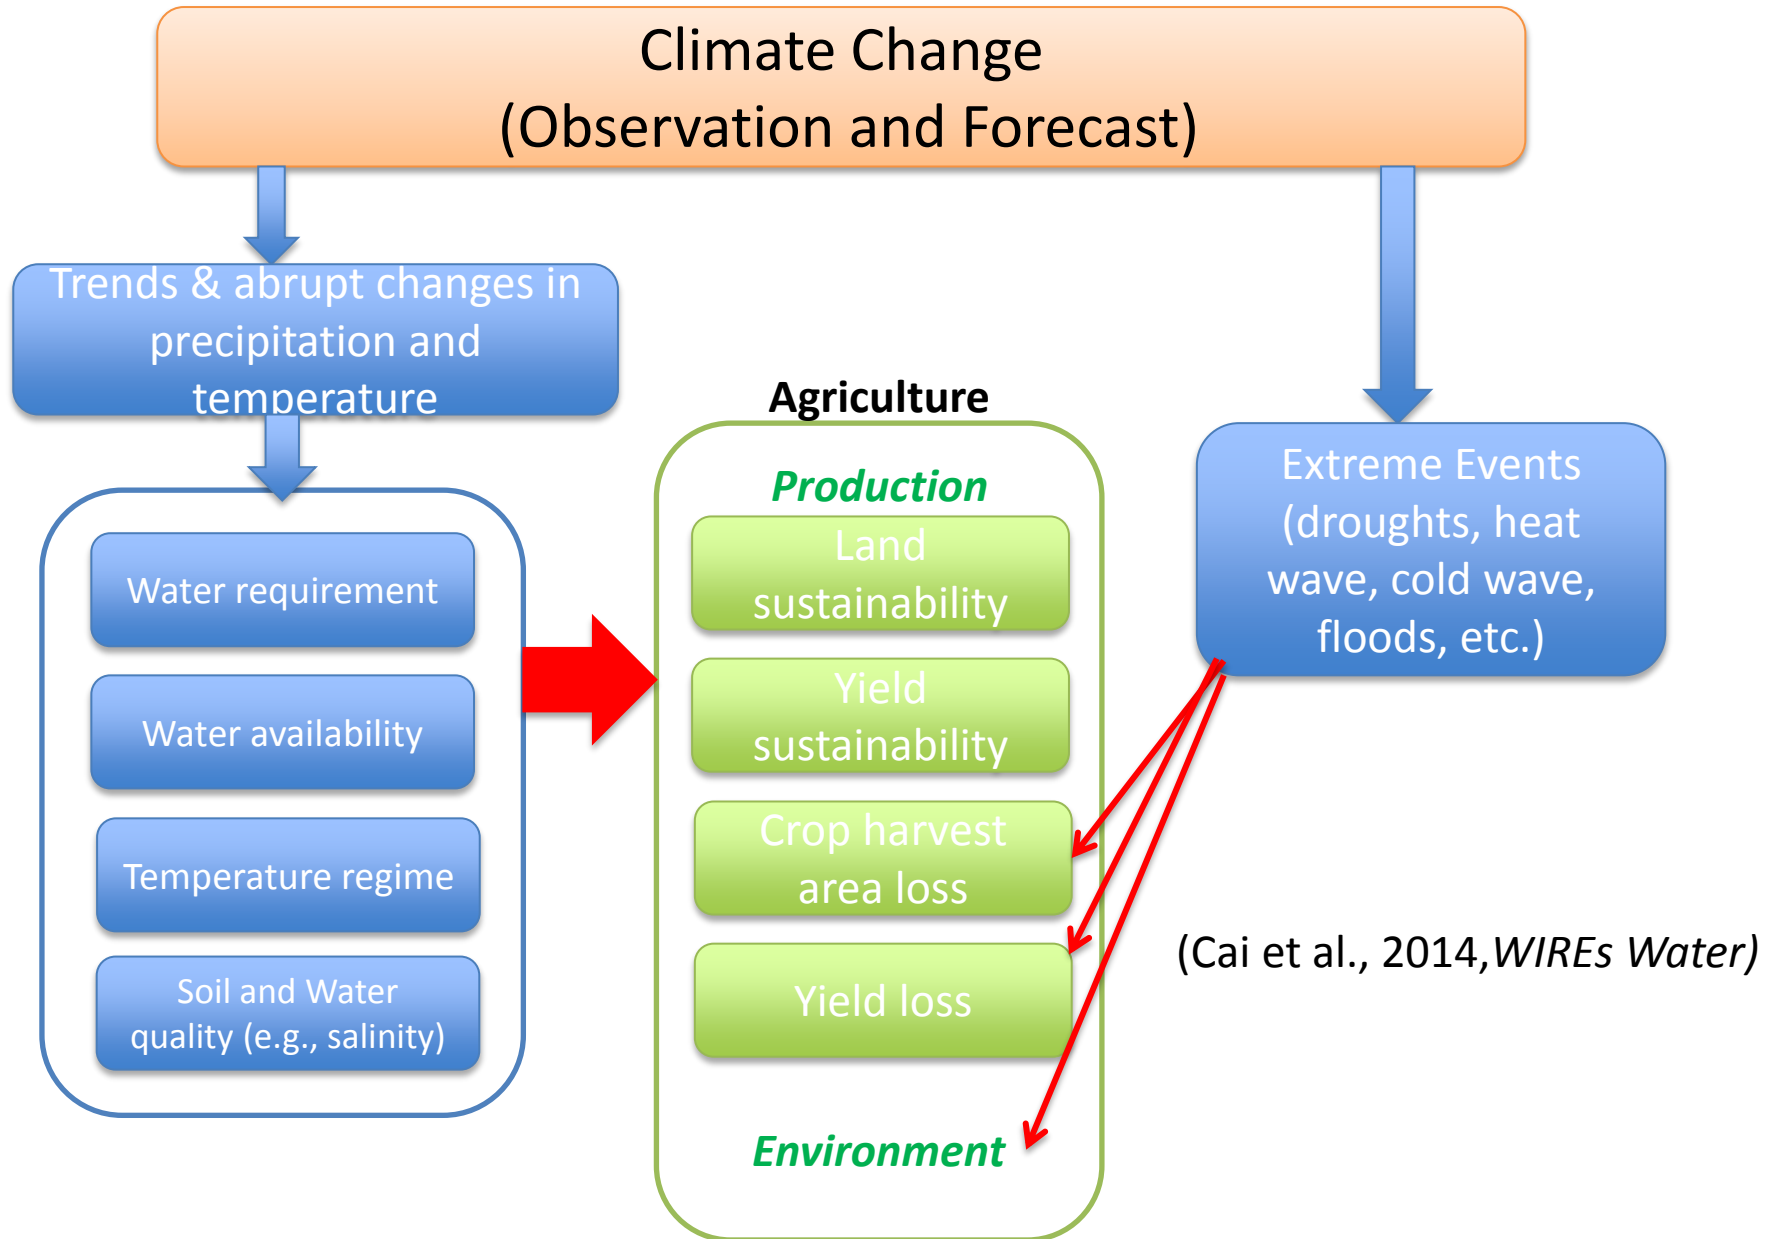 Climate Change
(Observation and Forecast)
Trends & abrupt changes in
precipitation and
temperature
Water requirement
Water availability
Temperature regime
Soil and Water
quality (e.g., salinity)
Agriculture
Production
Land
sustainability
Yield
sustainability
Crop harvest
area loss
Yield loss
Environment
Extreme Events
(droughts, heat
wave, cold wave,
floods, etc.)
(Cai et al., 2014,WIREs Water)